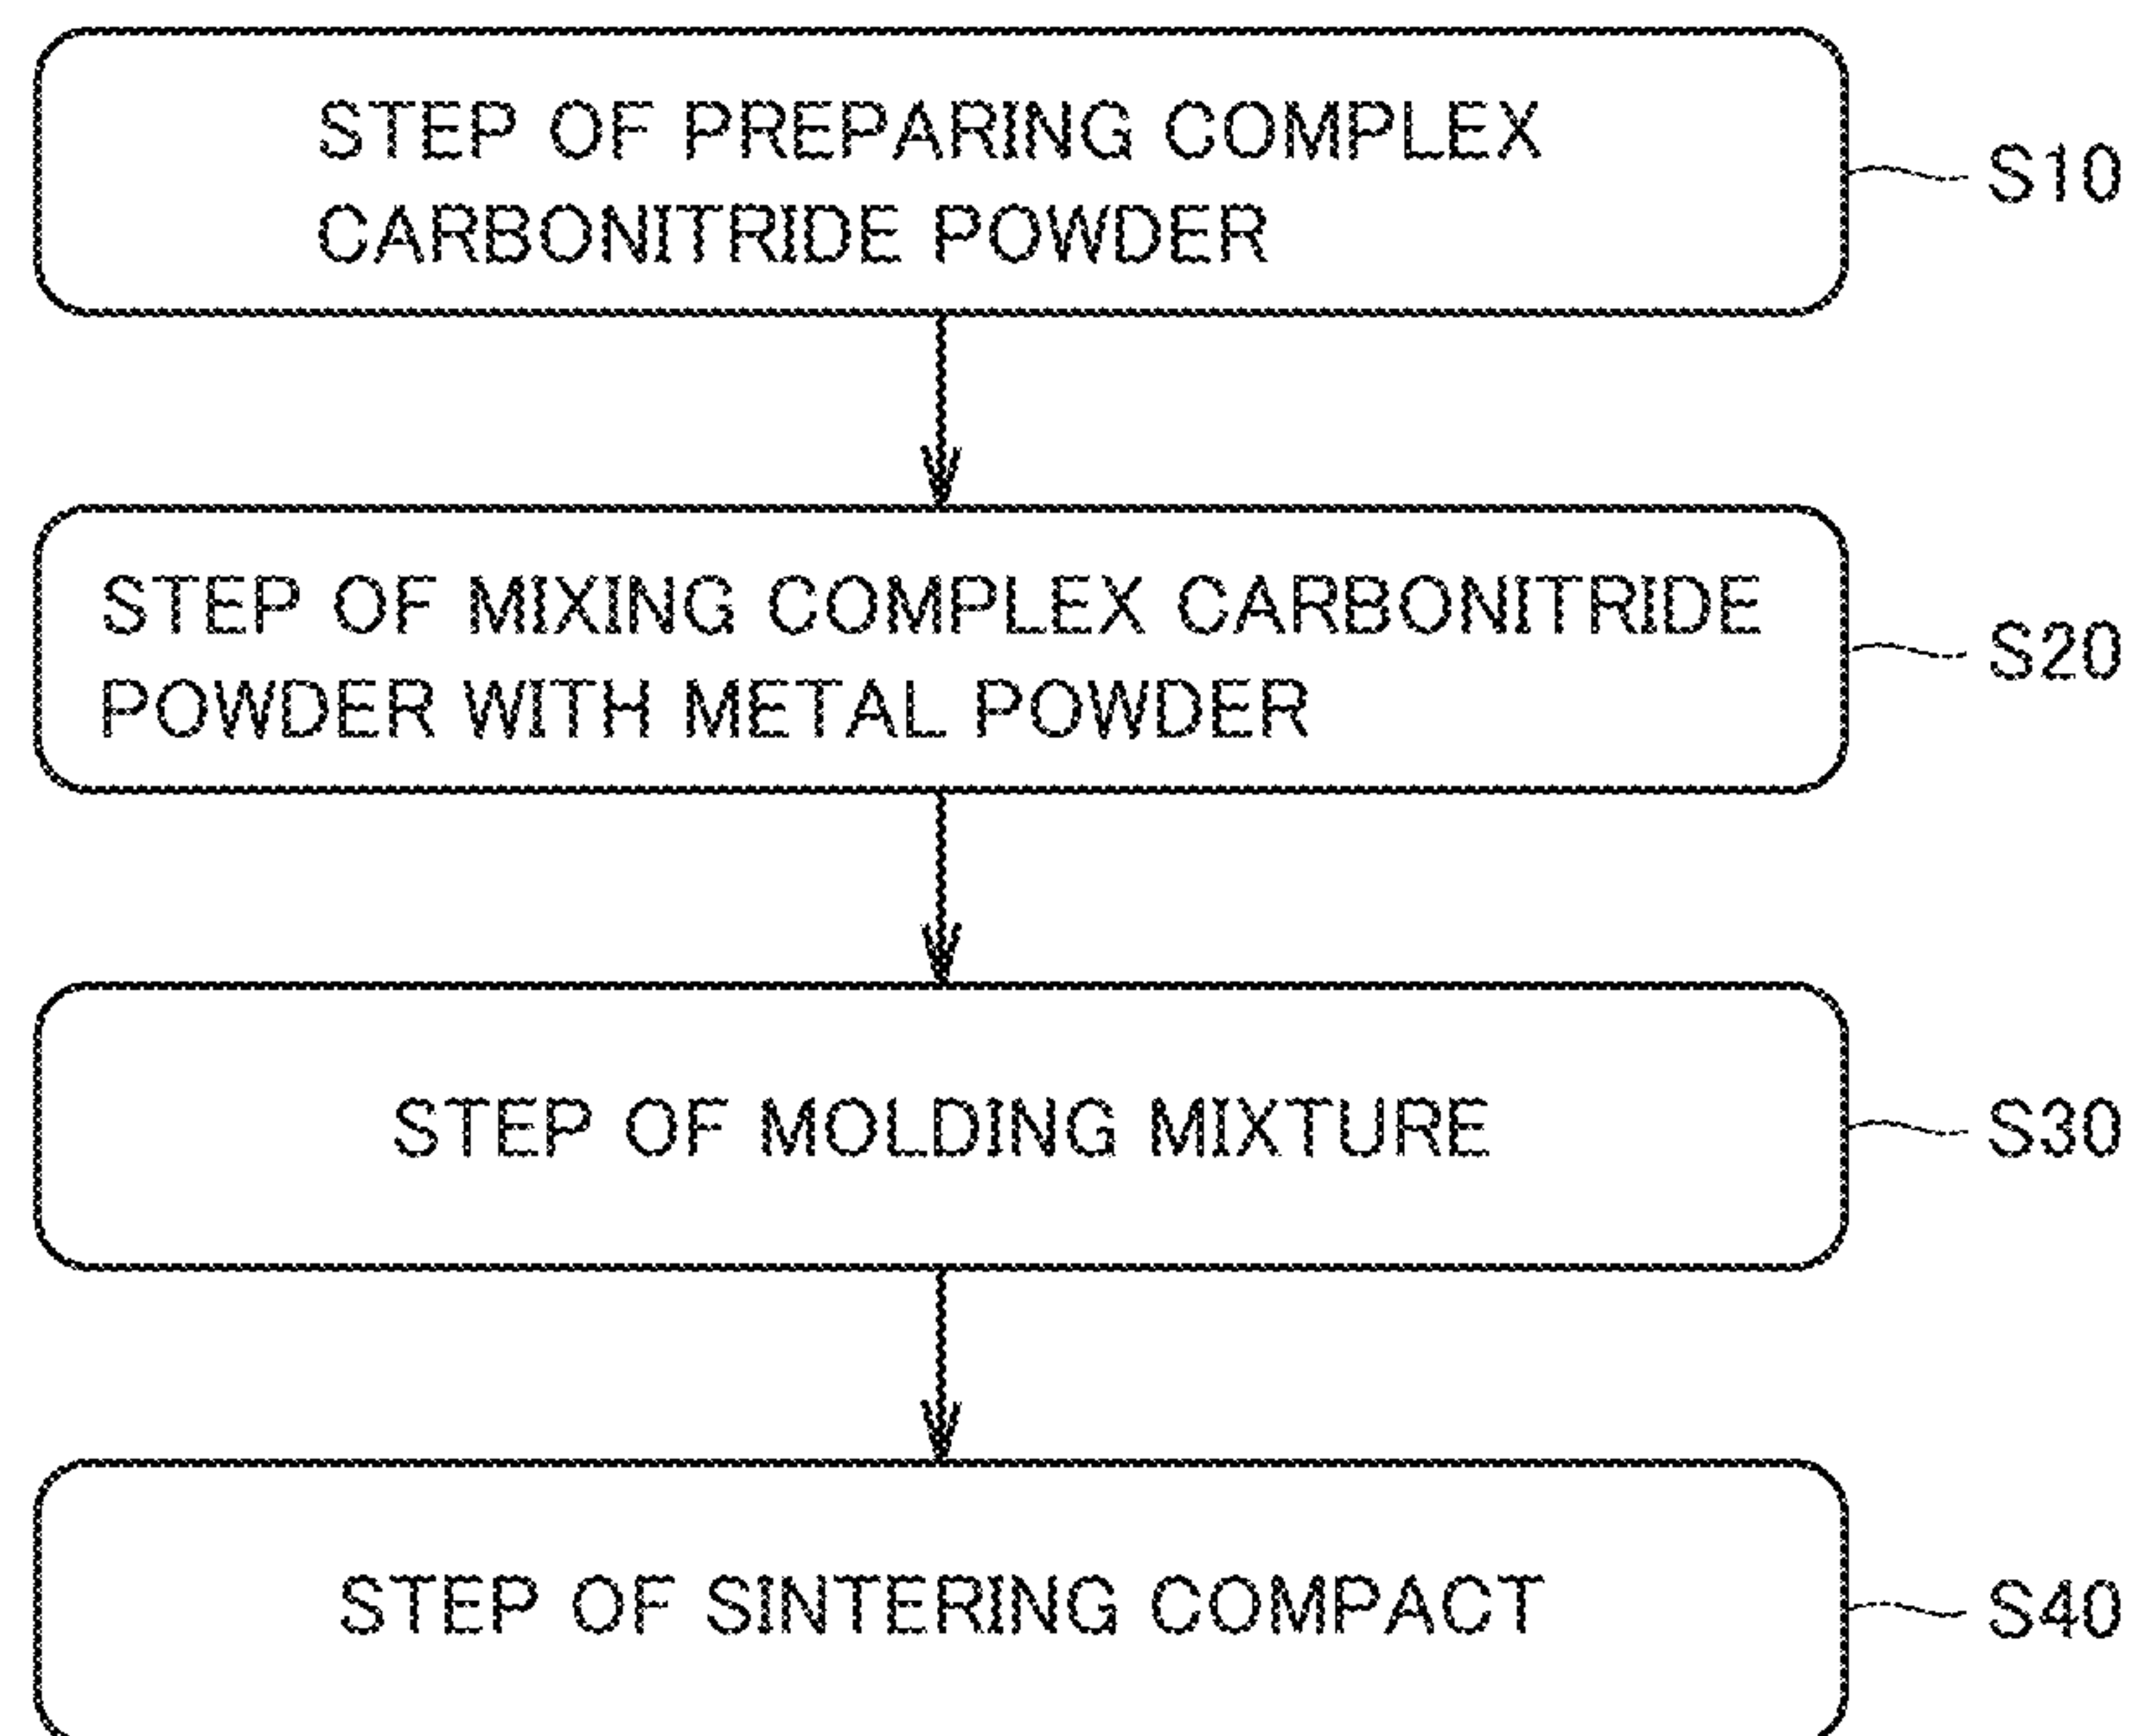 STEP OF PREPARING COMPLEX
CARBONITRIDE POWDER
S10
STEP OF MIXING COMPLEX CARBONITRIDE
POWDER WITH METAL POWDER
S20
STEP OF MOLDING MIXTURE
S30
STEP OF SINTERING COMPACT
S40